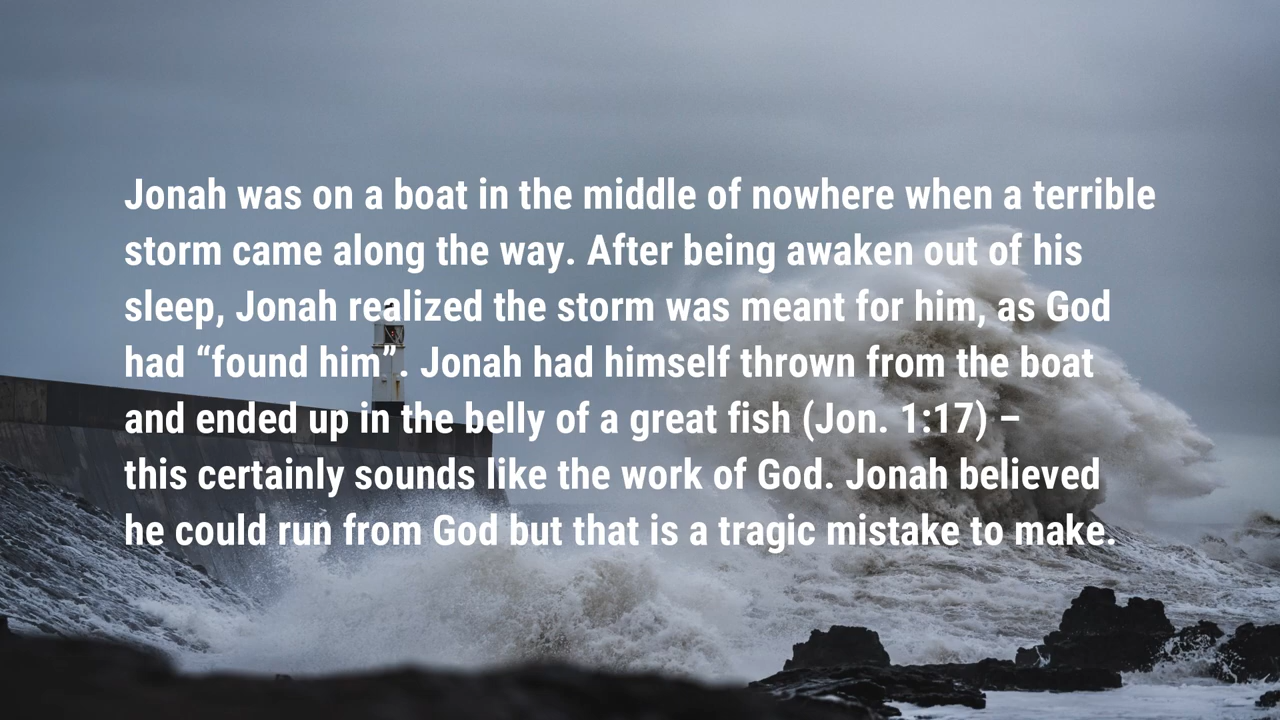 Jonah was on a boat in the middle of nowhere when a terrible
storm came along the way. After being awaken out of his
sleep, Jonah realized the storm was meant for him, as God
had “found him”. Jonah had himself thrown from the boat
and ended up in the belly of a great fish (Jon. 1:17) –
this certainly sounds like the work of God. Jonah believed
he could run from God but that is a tragic mistake to make.